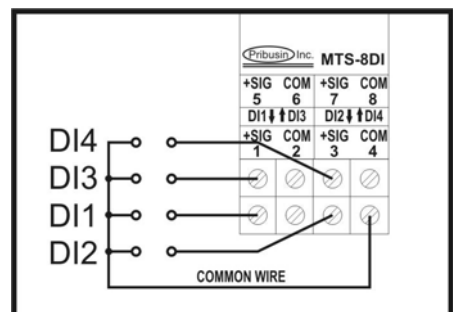 Pribusin Inc. MTS-8DI
+SIG COM +SIG COM
5 6 7 8
DI1⬇⬆DI3 DI2⬇⬆DI4
+SIG COM +SIG COM
1 2 3 4
DI4
DI3
DI1
DI2
COMMON WIRE